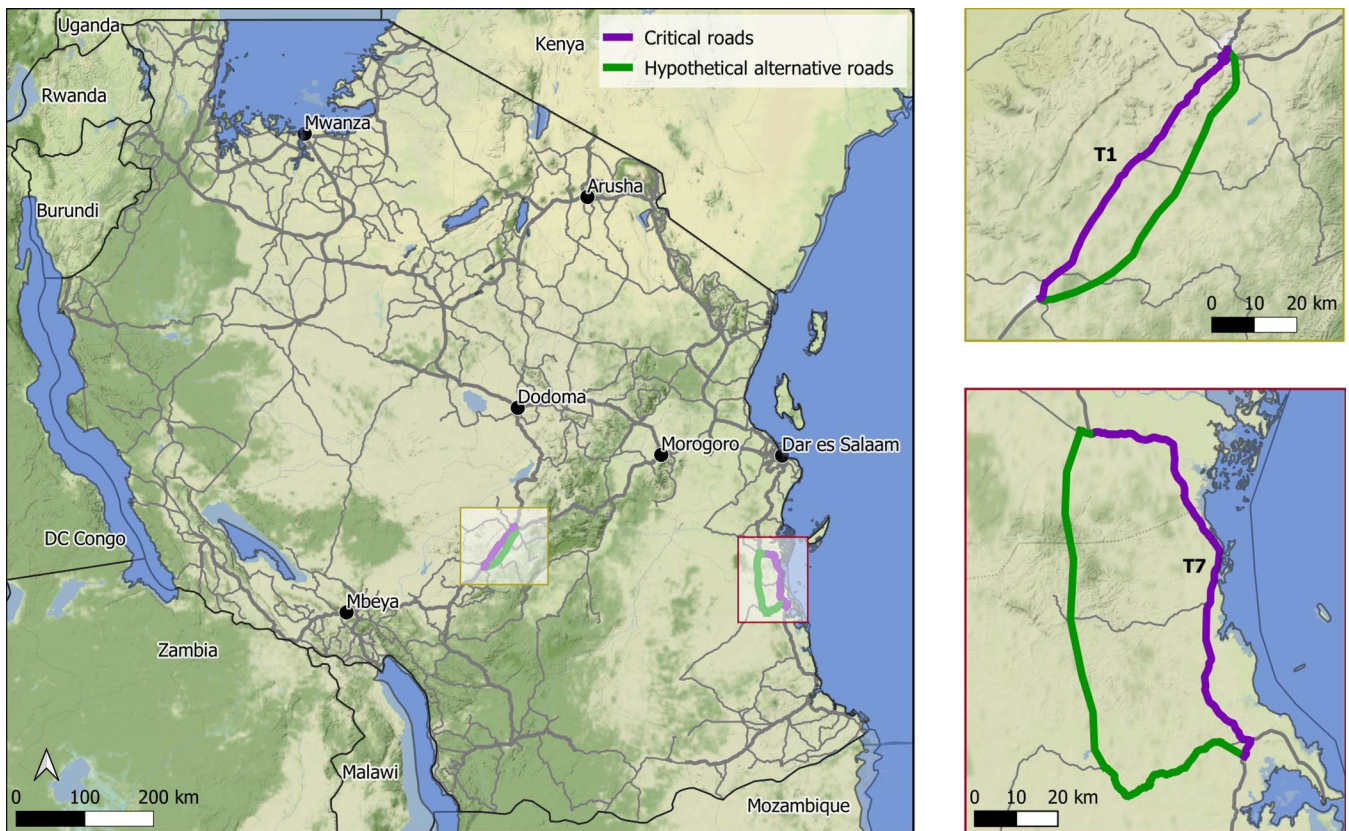 Uganda
Kenya
Critical roads
Hypothetical alternative roads
Rwanda
Mwanza
Burundi
Arusha
Dodoma
Morogoro
Dar es Salaam
DC Congo
Mbeya
Zambia
Malawi
Mozambique
0 100 200 km
T1
0 10 20 km
T7
0 10 20 km